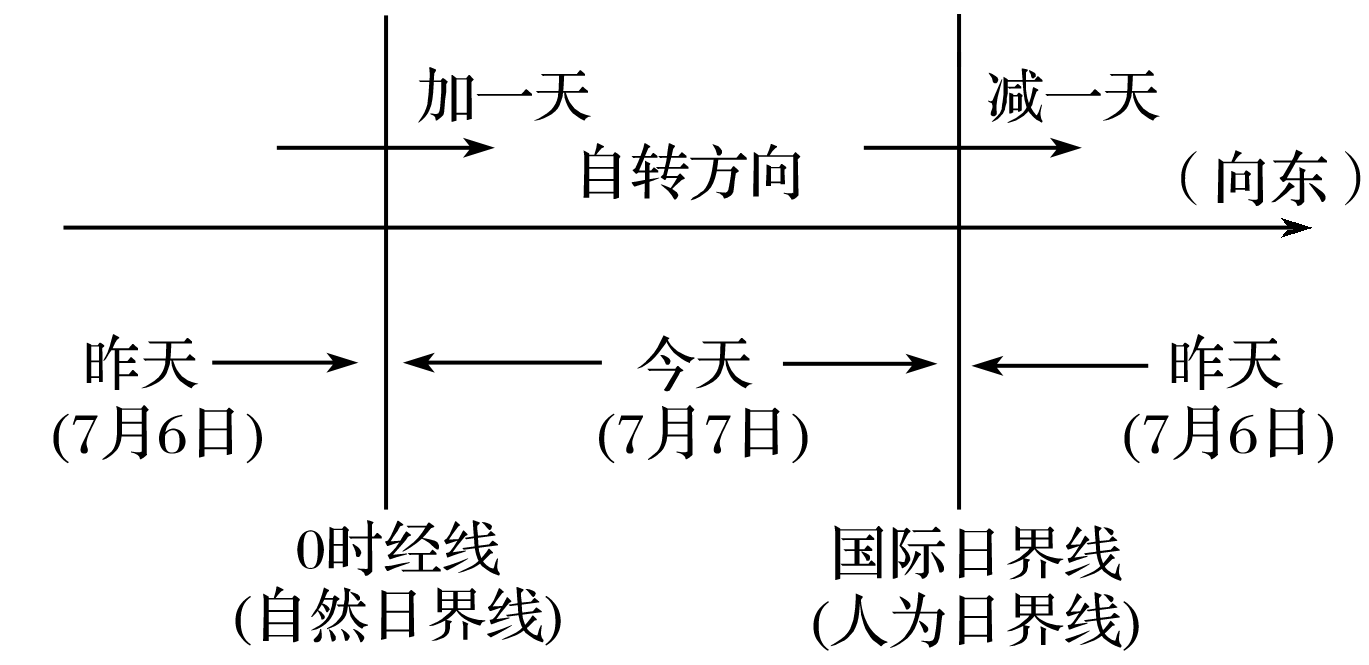 加一天
减一天
自转方向
（向东）
昨天
今天
昨天
(7月6日)
(7月7日)
(7月6日)
0时经线
国际日界线
(自然日界线)
(人为日界线)